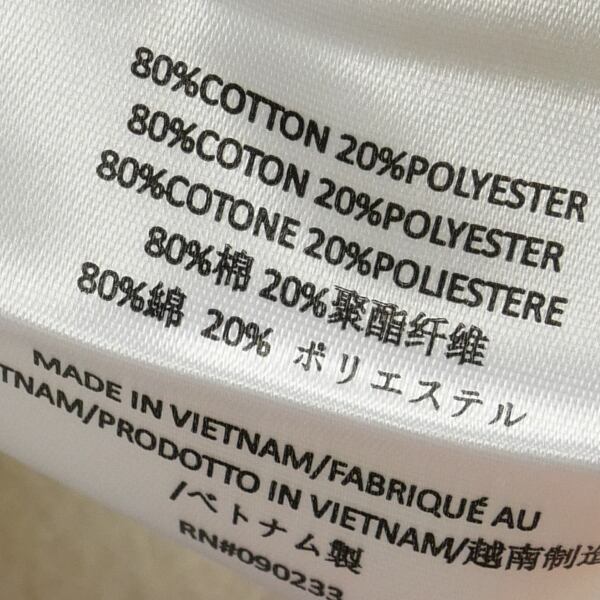 80%COTTON 20%POLYESTER
80%COTON 20%POLYESTER
80%COTONE 20%POLIESTERE
80%棉 20%聚酯纤维
80%綿 20% ポリエステル
MADE IN VIETNAM/FABRIQUÉ AU
TNAM/PRODOTTO IN VIETNAM/越南制造
/ベトナム製
RN#090233